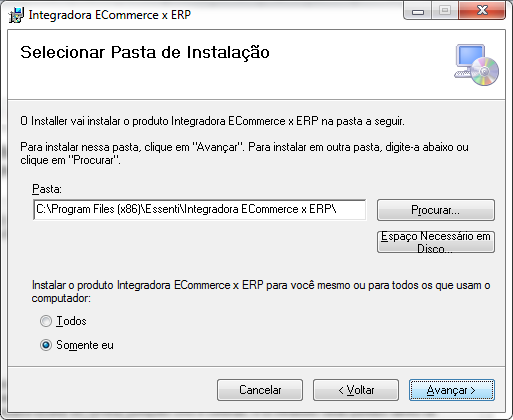 Integradora ECommerce x ERP
Selecionar Pasta de Instalação
O Installer vai instalar o produto Integradora ECommerce x ERP na pasta a seguir.
Para instalar nessa pasta, clique em "Avançar". Para instalar em outra pasta, digite-a abaixo ou
clique em "Procurar".
Pasta:
C:\Program Files (x86)\Essenti\Integradora ECommerce x ERP\
Procurar...
Espaço Necessário em
Disco...
Instalar o produto Integradora ECommerce x ERP para você mesmo ou para todos os que usam o
computador:
Todos
Somente eu
Cancelar
< Voltar
Avançar >